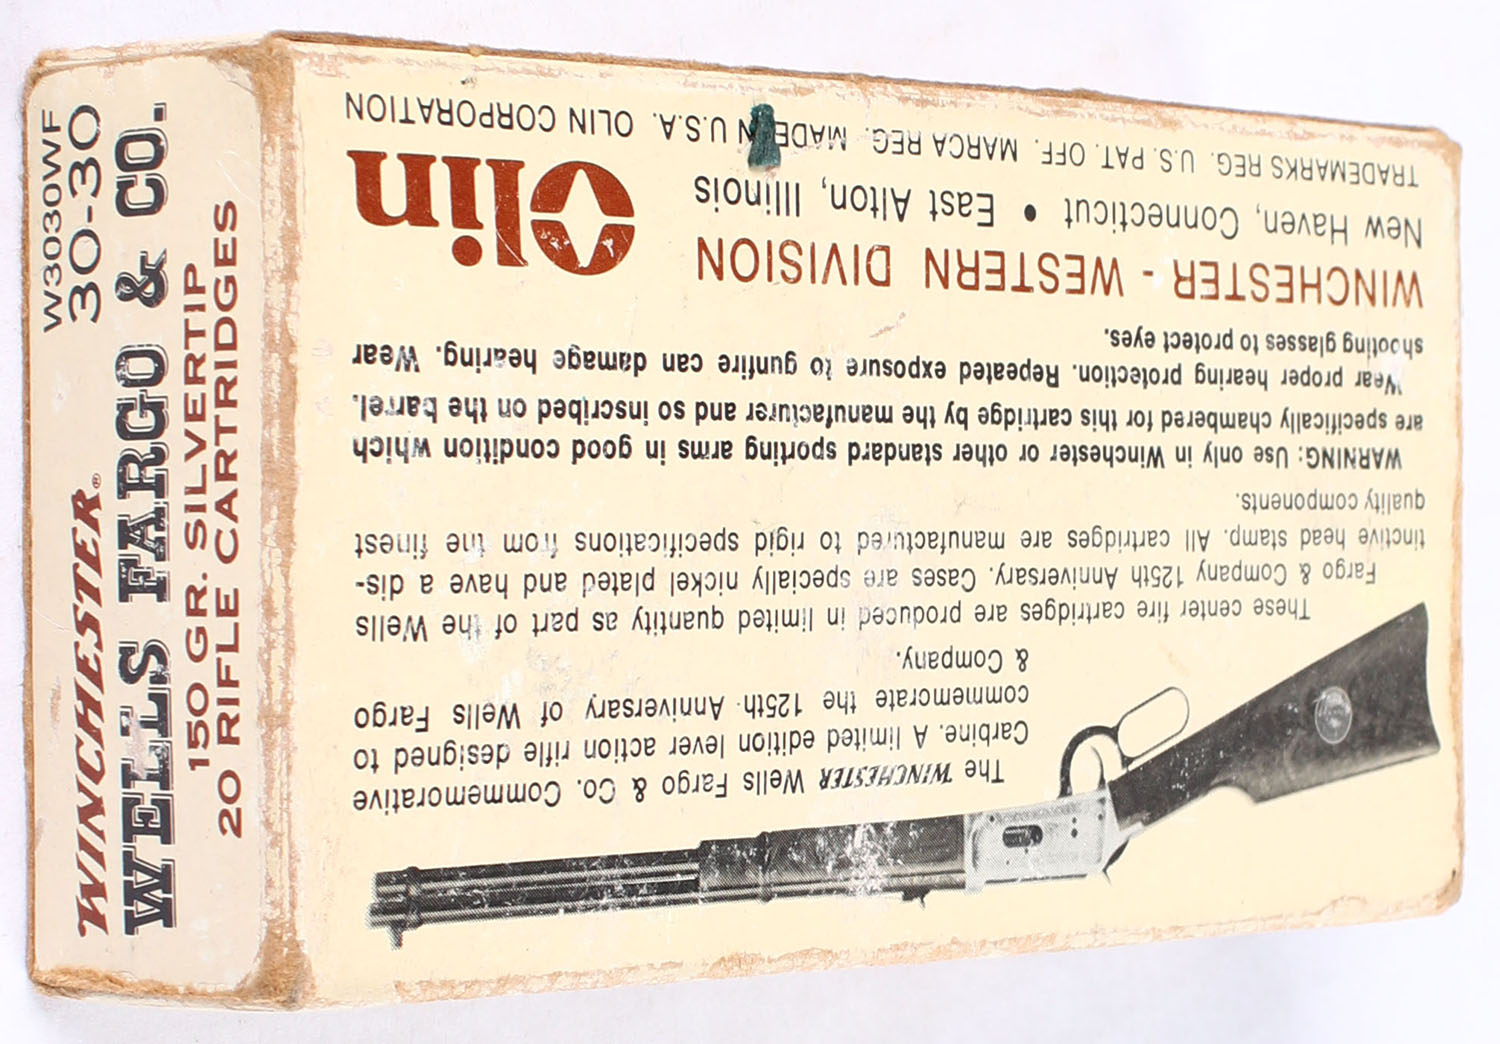 WINCHESTER®
W3030WF
WELLS FARGO & CO.
30-30
150 GR. SILVERTIP
20 RIFLE CARTRIDGES
The WINCHESTER Wells Fargo & Co. Commemorative
Carbine. A limited edition lever action rifle designed to
commemorate the 125th Anniversary of Wells Fargo
& Company.
These center fire cartridges are produced in limited quantity as part of the Wells
Fargo & Company 125th Anniversary. Cases are specially nickel plated and have a dis-
tinctive head stamp. All cartridges are manufactured to rigid specifications from the finest
quality components.
WARNING: Use only in Winchester or other standard sporting arms in good condition which
are specifically chambered for this cartridge by the manufacturer and so inscribed on the barrel.
Wear proper hearing protection. Repeated exposure to gunfire can damage hearing. Wear
shooting glasses to protect eyes.
WINCHESTER - WESTERN DIVISION
Olin
New Haven, Connecticut • East Alton, Illinois
TRADEMARKS REG. U.S. PAT. OFF. MARCA REG. MADE IN U.S.A. OLIN CORPORATION